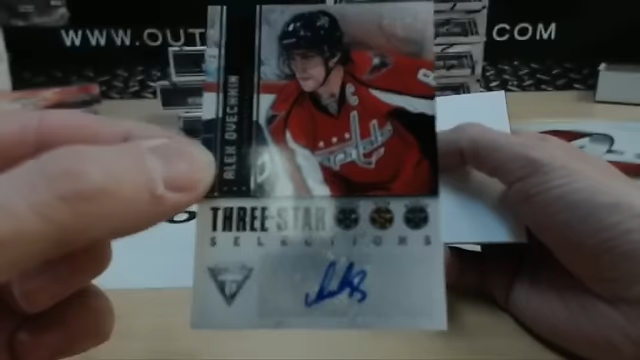 WWW.OUT
COM
ALEX OVECHKIN
C
THREE STAR
SELECTIONS